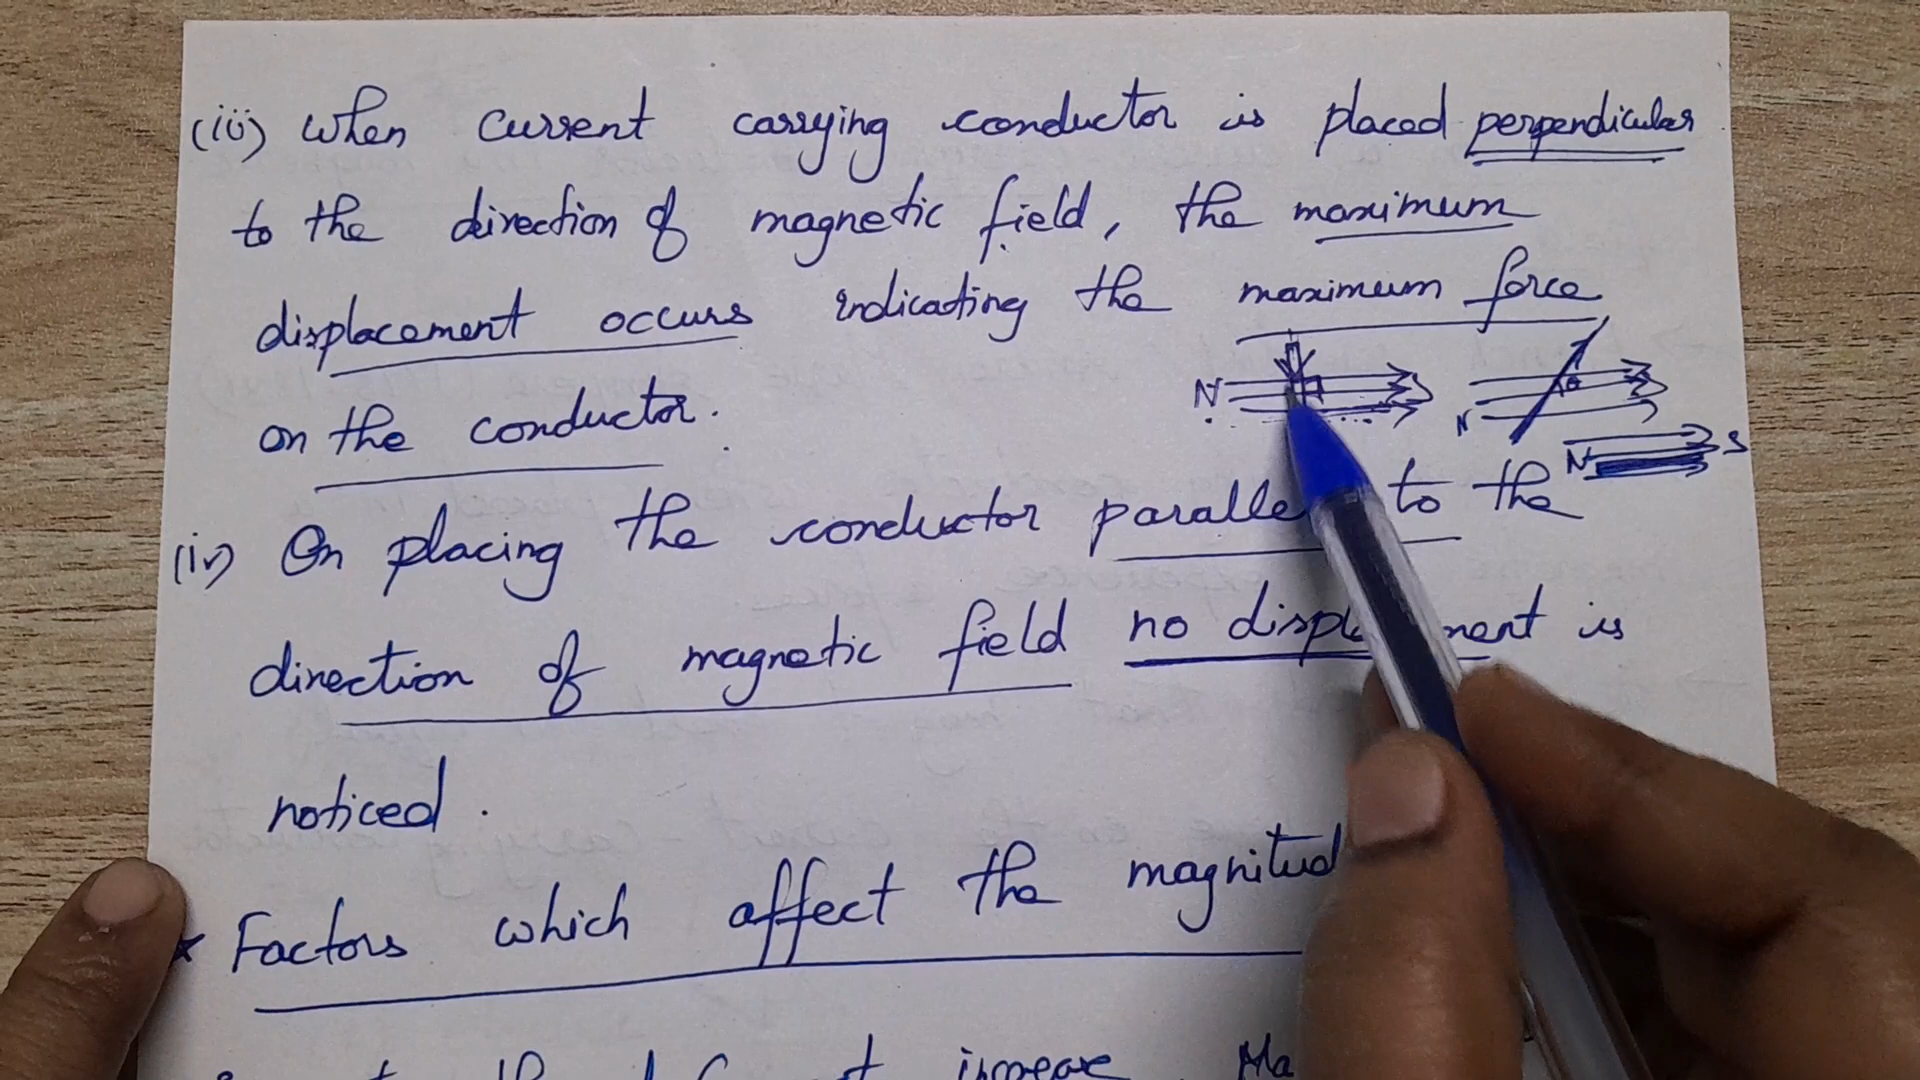 (iii) When current carrying conductor is placed perpendicular
to the direction of magnetic field, the maximum
displacement occurs indicating the maximum force
on the conductor.
N
N θ
N S
(iv) On placing the conductor parallel to the
direction of magnetic field no displacement is
noticed.
* Factors which affect the magnitud
increase